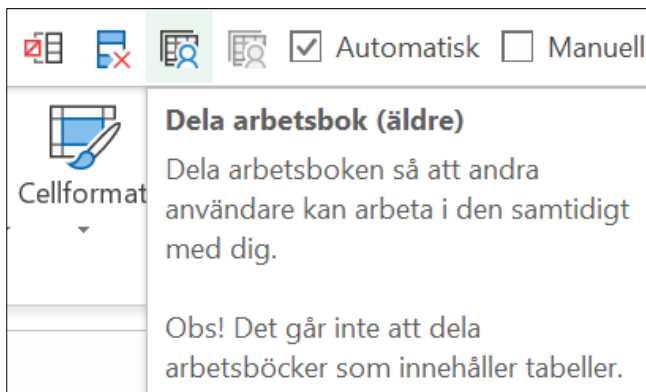 Automatisk Manuell
Cellformat
Dela arbetsbok (äldre)
Dela arbetsboken så att andra
användare kan arbeta i den samtidigt
med dig.
Obs! Det går inte att dela
arbetsböcker som innehåller tabeller.